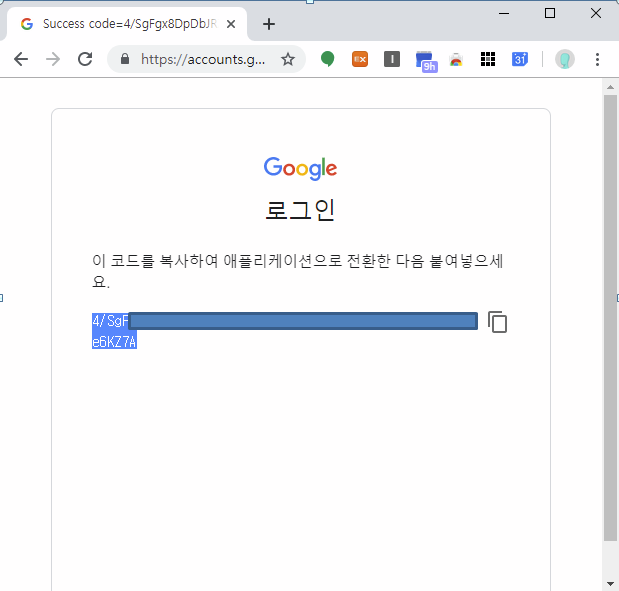 Success code=4/SgFgx8DpDbJR
https://accounts.g...
9h
31
Google
로그인
이 코드를 복사하여 애플리케이션으로 전환한 다음 붙여넣으세
요.
4/SgF
e6KZ7A